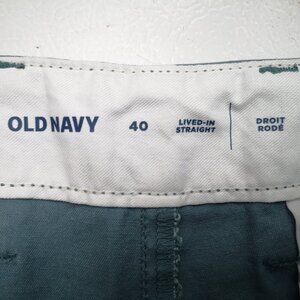 OLD NAVY
40
LIVED-IN
STRAIGHT
DROIT
RODÉ